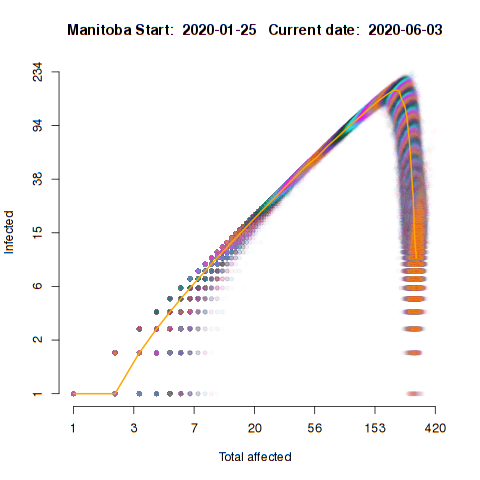 Manitoba Start: 2020-01-25 Current date: 2020-06-03
234
94
38
15
6
2
1
Infected
1 3 7 20 56 153 420
Total affected